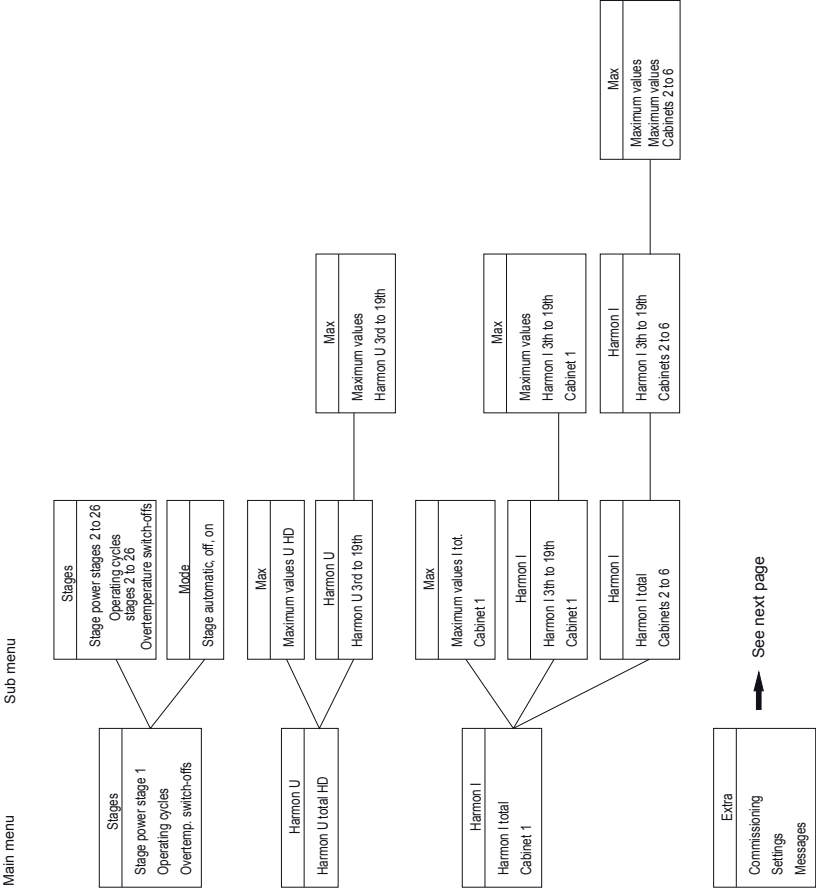 Main menu
Sub menu
Stages
Stage power stage 1
Operating cycles
Overtemp. switch-offs
Stages
Stage power stages 2 to 26
Operating cycles
stages 2 to 26
Overtemperature switch-offs
Mode
Stage automatic, off, on
Harmon U
Harmon U total HD
Max
Maximum values U HD
Harmon U
Harmon U 3rd to 19th
Max
Maximum values
Harmon U 3rd to 19th
Harmon I
Harmon I total
Cabinet 1
Max
Maximum values I tot.
Cabinet 1
Harmon I
Harmon I 3th to 19th
Cabinet 1
Max
Maximum values
Harmon I 3th to 19th
Cabinet 1
Harmon I
Harmon I total
Cabinets 2 to 6
Harmon I
Harmon I 3th to 19th
Cabinets 2 to 6
Max
Maximum values
Maximum values
Cabinets 2 to 6
Extra
Commissioning
Settings
Messages
See next page